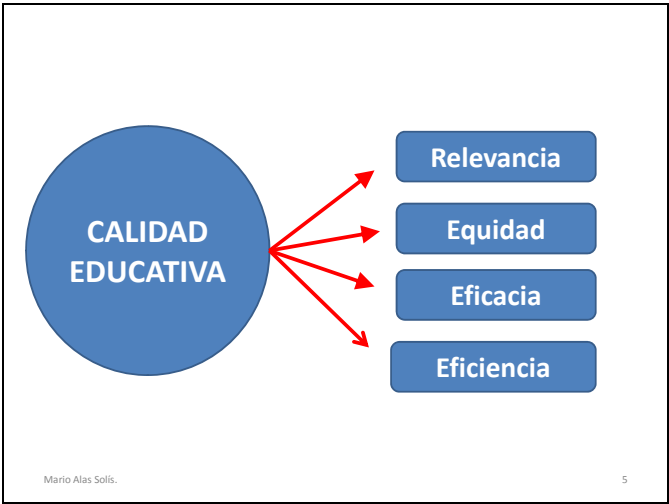 CALIDAD
EDUCATIVA
Relevancia
Equidad
Eficacia
Eficiencia
Mario Alas Solís.
5